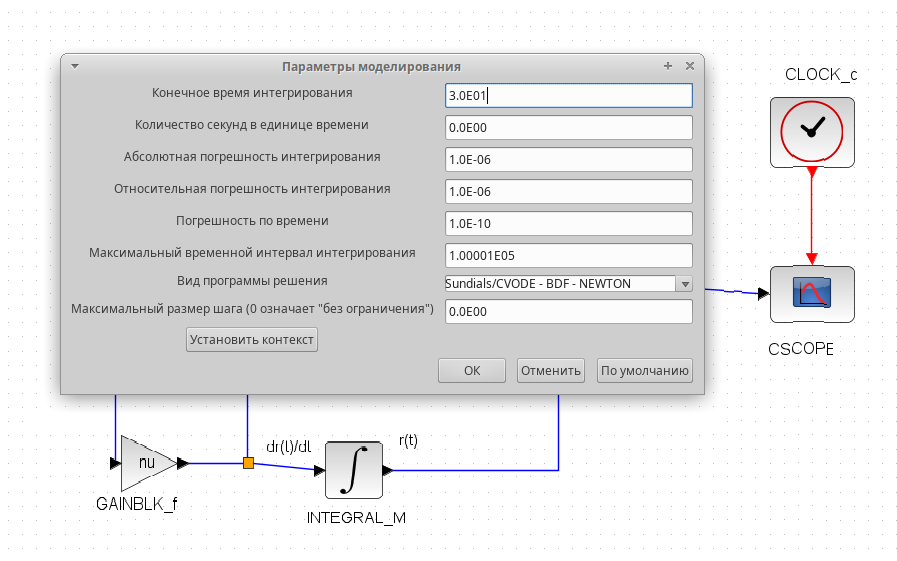 Параметры моделирования
Конечное время интегрирования 3.0E01
Количество секунд в единице времени 0.0E00
Абсолютная погрешность интегрирования 1.0E-06
Относительная погрешность интегрирования 1.0E-06
Погрешность по времени 1.0E-10
Максимальный временной интервал интегрирования 1.00001E05
Вид программы решения Sundials/CVODE - BDF - NEWTON
Максимальный размер шага (0 означает "без ограничения") 0.0E00
Установить контекст
ОК Отменить По умолчанию
CLOCK_c
CSCOPE
nu
GAINBLK_f
dr(t)/dt
INTEGRAL_M
r(t)